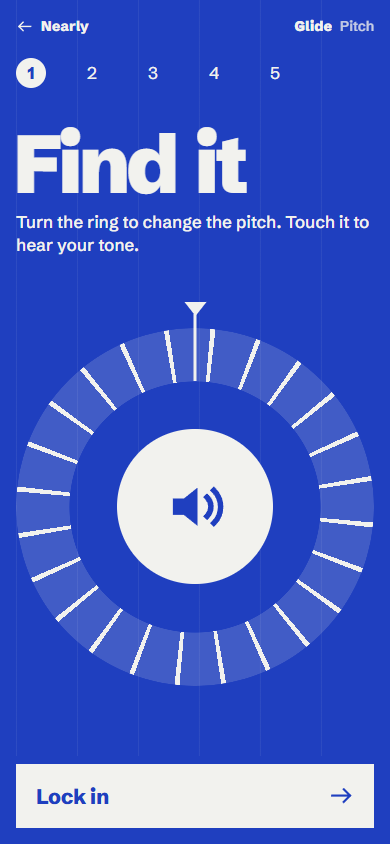 Nearly
Glide Pitch
1 2 3 4 5
Find it
Turn the ring to change the pitch. Touch it to
hear your tone.
Lock in